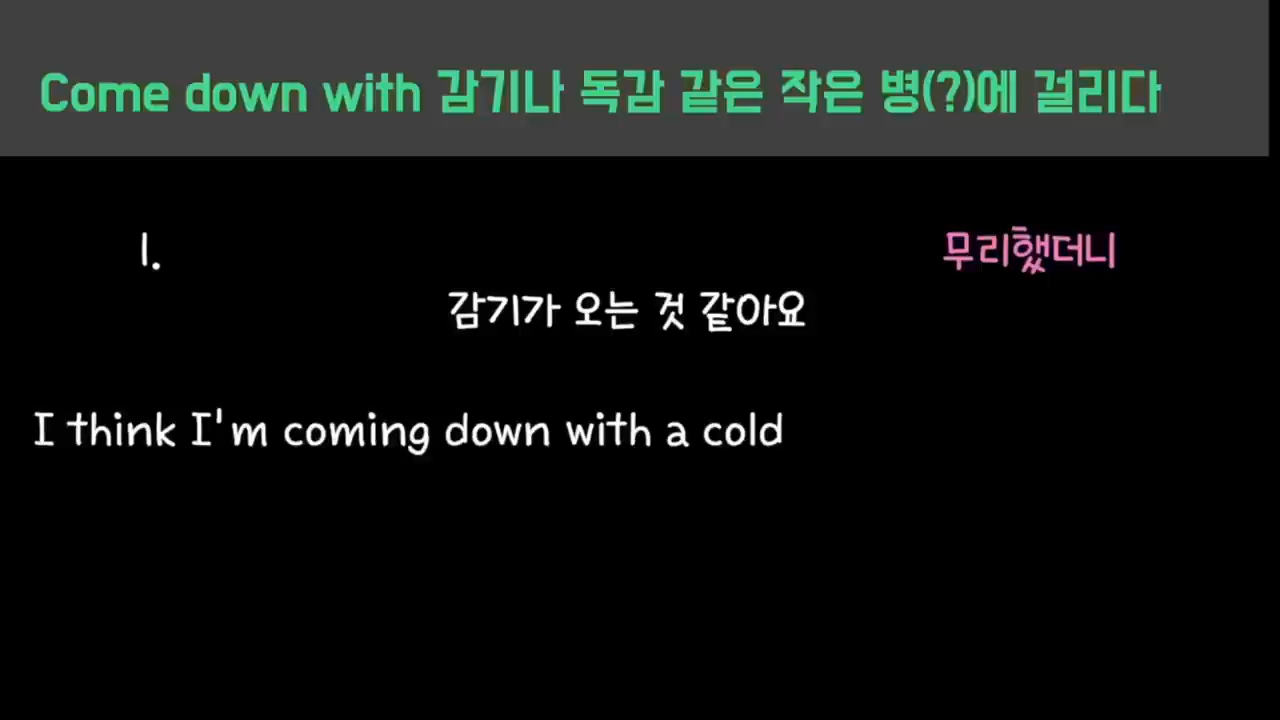 Come down with 감기나 독감 같은 작은 병(?)에 걸리다
1. 무리했더니
감기가 오는 것 같아요
I think I'm coming down with a cold